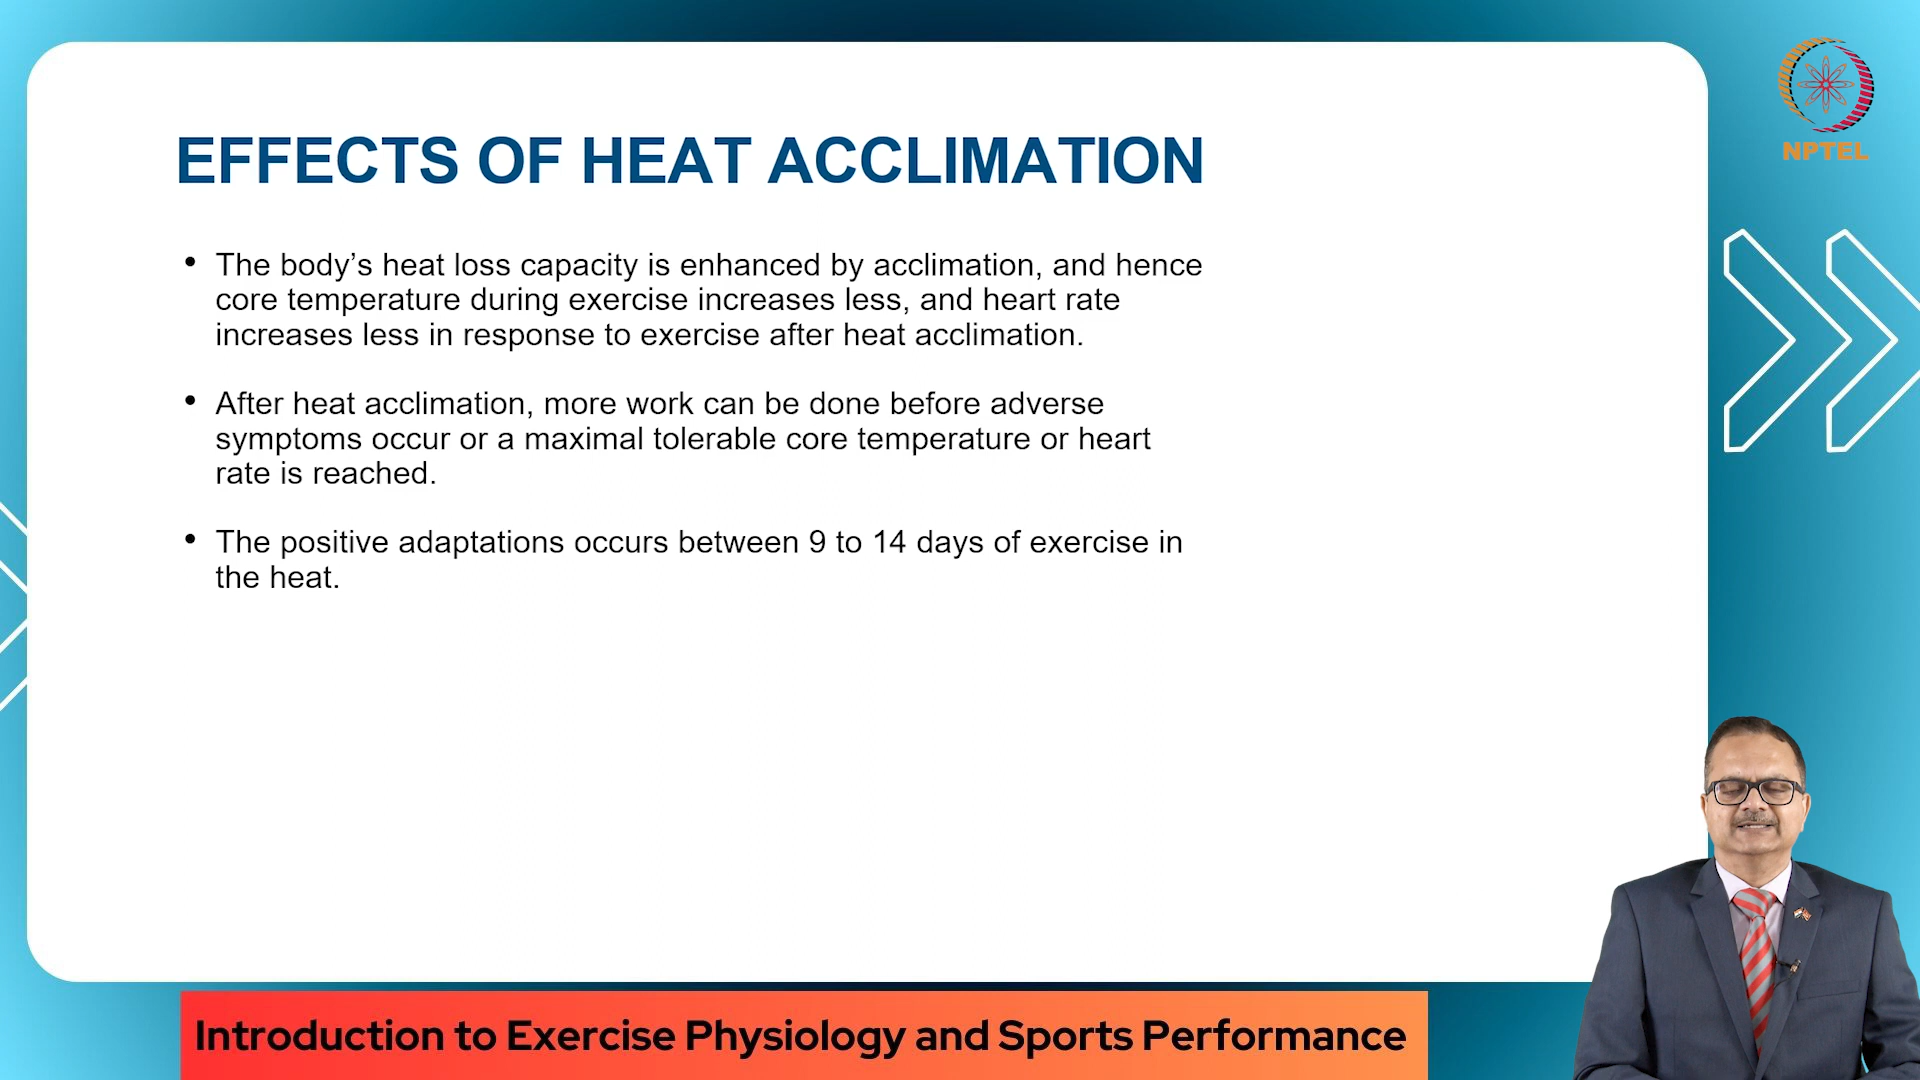 EFFECTS OF HEAT ACCLIMATION
• The body’s heat loss capacity is enhanced by acclimation, and hence
core temperature during exercise increases less, and heart rate
increases less in response to exercise after heat acclimation.
• After heat acclimation, more work can be done before adverse
symptoms occur or a maximal tolerable core temperature or heart
rate is reached.
• The positive adaptations occurs between 9 to 14 days of exercise in
the heat.
NPTEL
Introduction to Exercise Physiology and Sports Performance